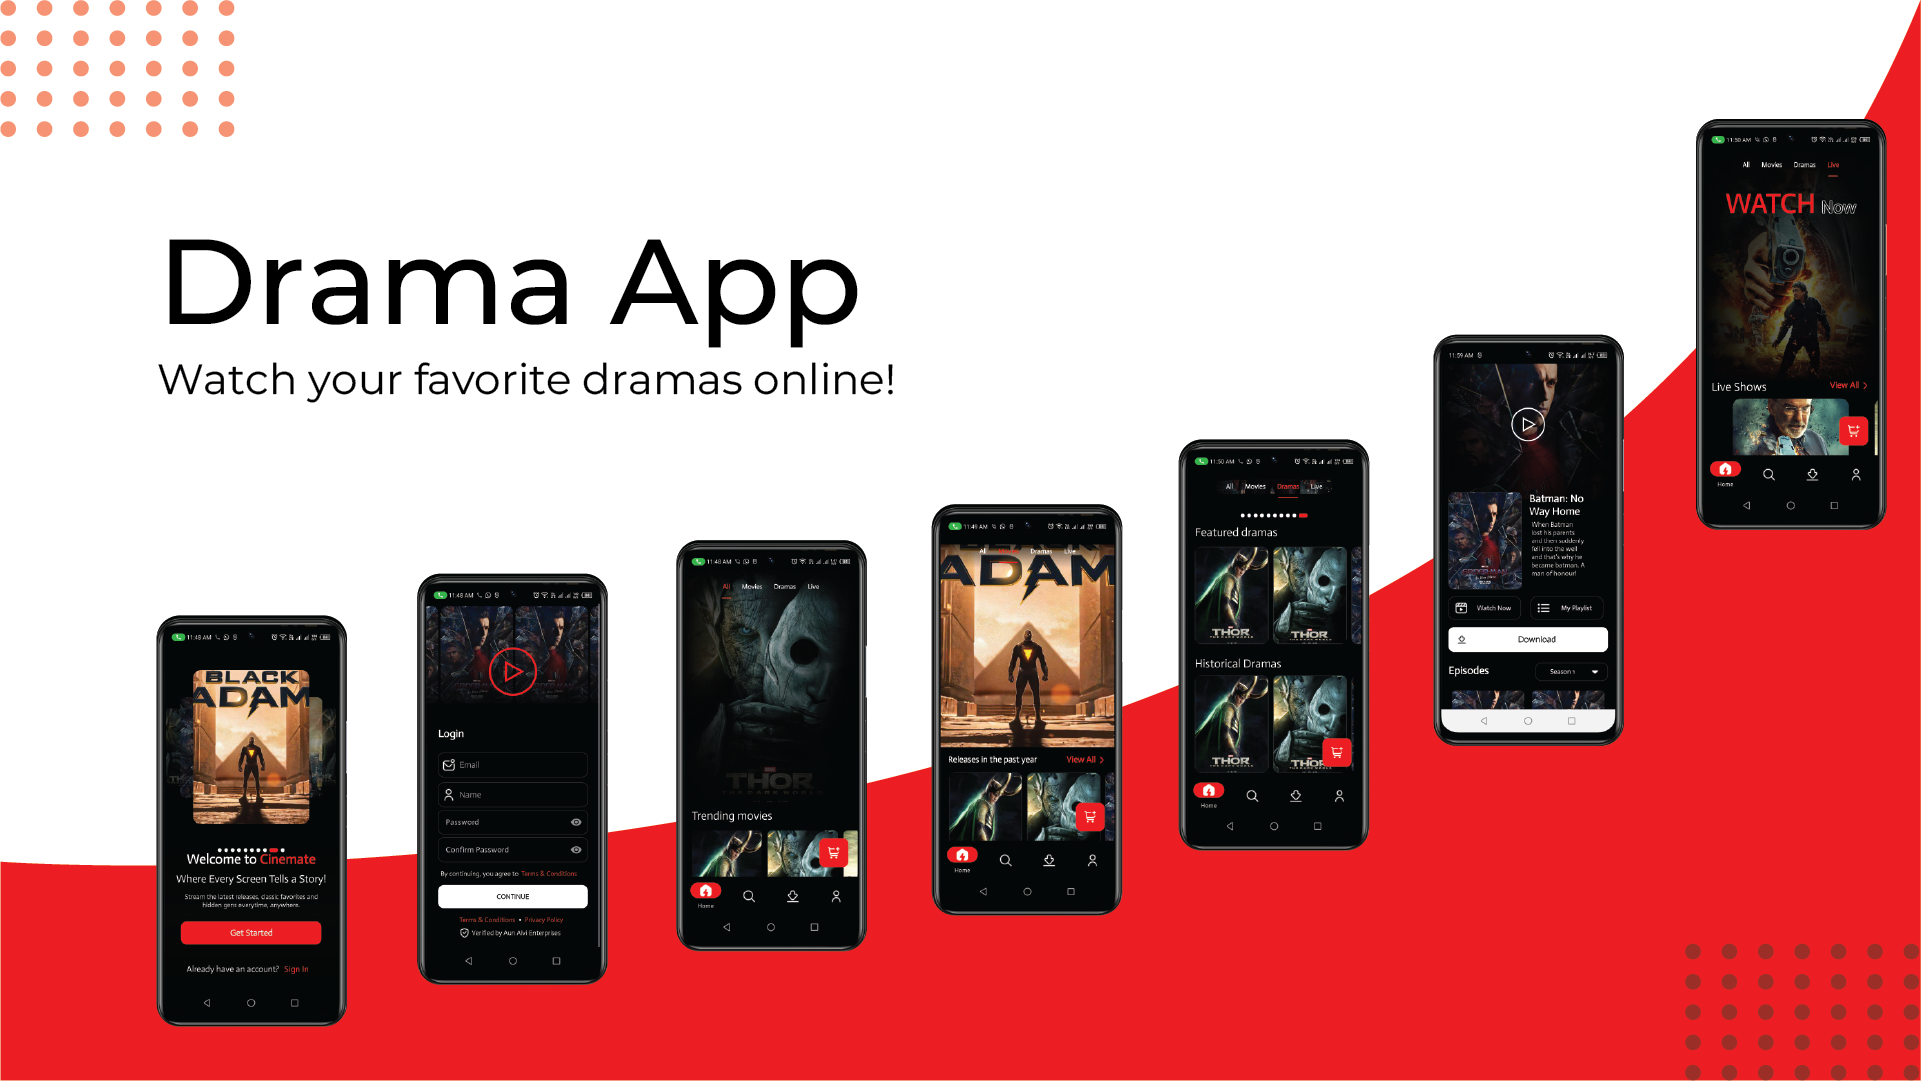 Drama App
Watch your favorite dramas online!
11:48 AM
BLACK
ADAM
Welcome to Cinemate
Where Every Screen Tells a Story!
Stream the latest releases, classic favorites and
hidden gens everytime, anywhere.
Get Started
Already have an account? Sign In
11:48 AM
Login
Email
Name
Password
Confirm Password
By continuing, you agree to Terms & Conditions
CONTINUE
Terms & Conditions • Privacy Policy
Verified by Aun Alvi Enterprises
11:48 AM
All Movies Dramas Live
THOR
THE DARK WORLD
Trending movies
Home
11:49 AM
All Dramas Live
BLACK
ADAM
Releases in the past year View All
Home
11:50 AM
All Movies Dramas Live
Featured dramas
THOR THOR
Historical Dramas
THOR THOR
Home
11:59 AM
Batman: No
Way Home
When Batman
lost his parents
and then suddenly
fell into the well
and that's why he
became batman. A
man of honour!
Watch Now My Playlist
Download
Episodes Season 1
11:50 AM
All Movies Dramas Live
WATCH Now
Live Shows View All
Home